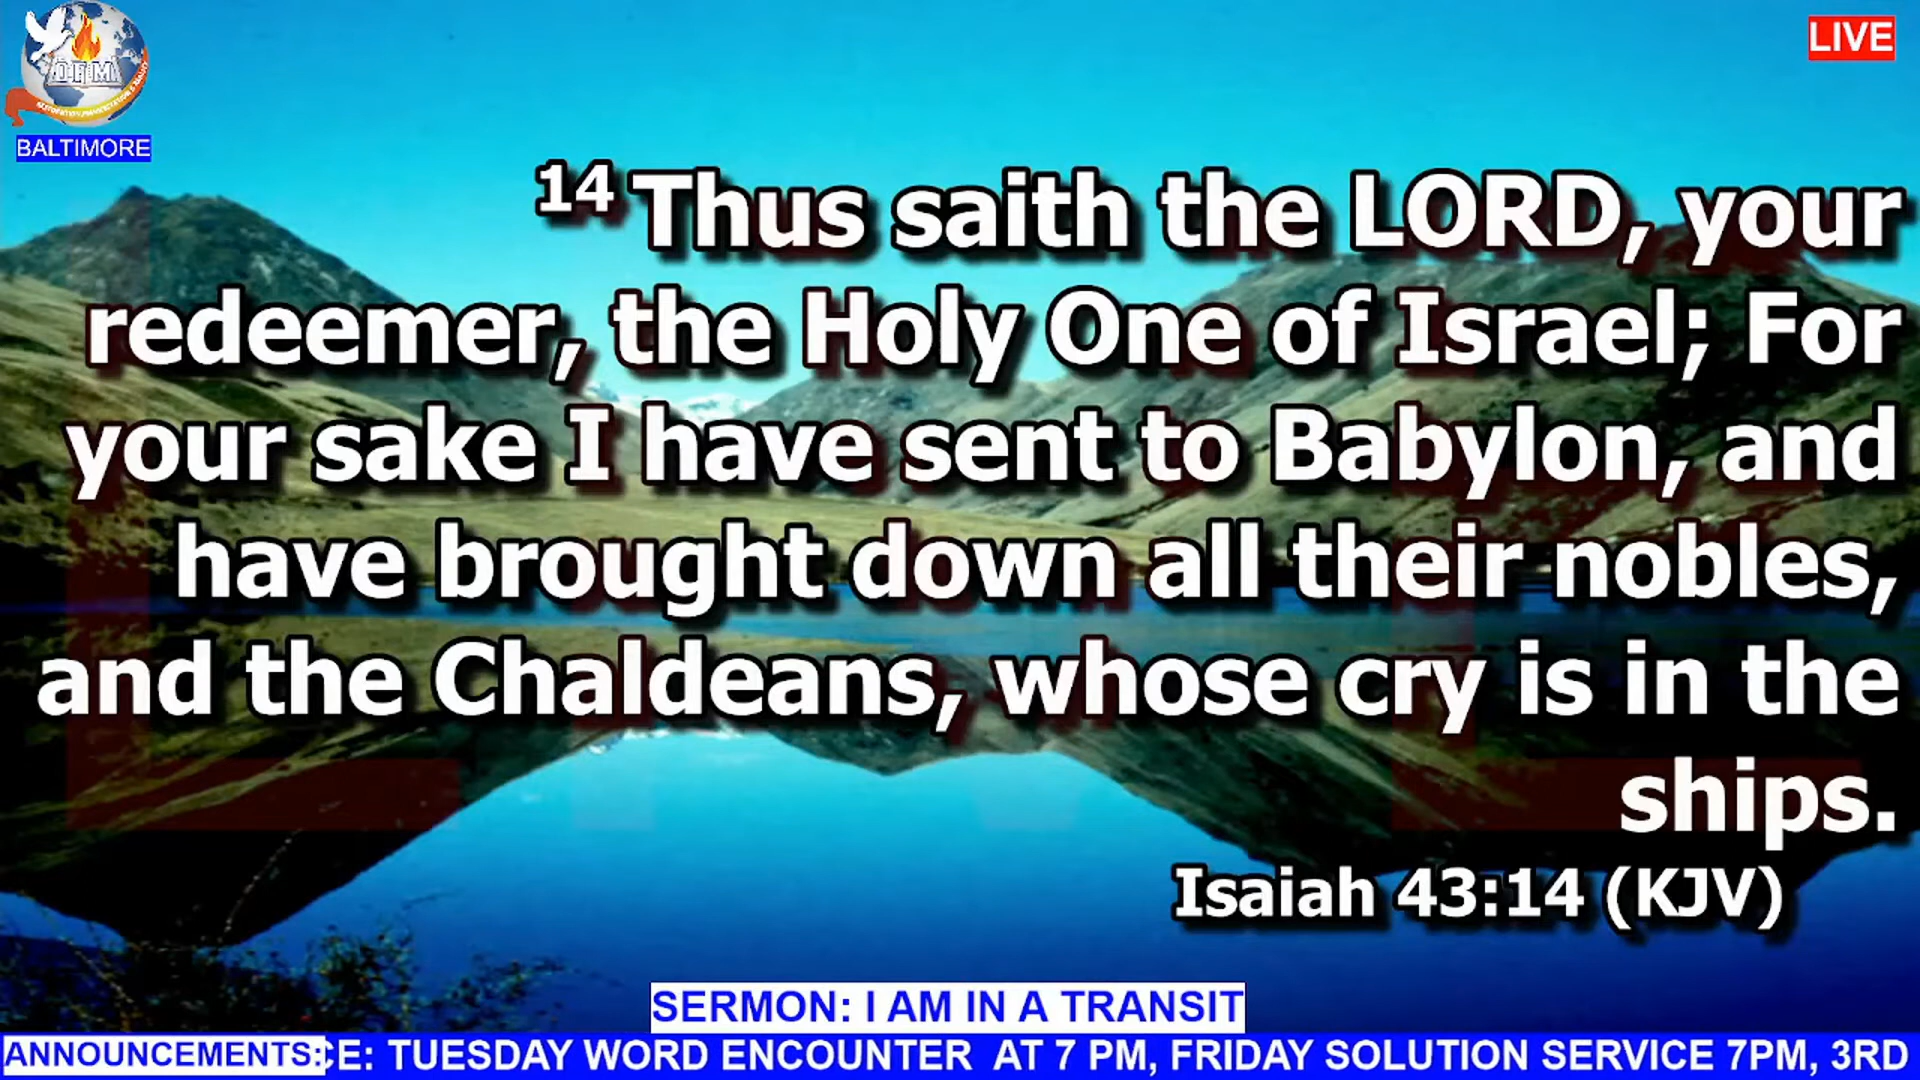 LIVE
D.H.M.
BALTIMORE
14 Thus saith the LORD, your
redeemer, the Holy One of Israel; For
your sake I have sent to Babylon, and
have brought down all their nobles,
and the Chaldeans, whose cry is in the
ships.
Isaiah 43:14 (KJV)
SERMON: I AM IN A TRANSIT
ANNOUNCEMENTS: CE: TUESDAY WORD ENCOUNTER AT 7 PM, FRIDAY SOLUTION SERVICE 7PM, 3RD